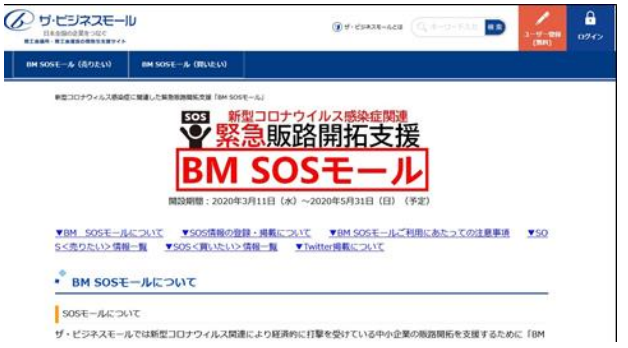 ザ・ビジネスモール
日本全国の企業をつなぐ
商工会議所・商工会運営の商取引支援サイト
ザ・ビジネスモールとは
キーワード入力
検索
ユーザー登録
(無料)
ログイン
BM SOSモール (売りたい)
BM SOSモール (買いたい)
新型コロナウィルス感染症に関連した緊急販路開拓支援「BM SOSモール」
SOS 新型コロナウイルス感染症関連
緊急販路開拓支援
BM SOSモール
開設期間：2020年3月11日（水）～2020年5月31日（日）（予定）
▼BM SOSモールについて ▼SOS情報の登録・掲載について ▼BM SOSモールご利用にあたっての注意事項 ▼SO
S<売りたい>情報一覧 ▼SOS<買いたい>情報一覧 ▼Twitter掲載について
BM SOSモールについて
SOSモールについて
ザ・ビジネスモールでは新型コロナウィルス関連により経済的に打撃を受けている中小企業の販路開拓を支援するために「BM